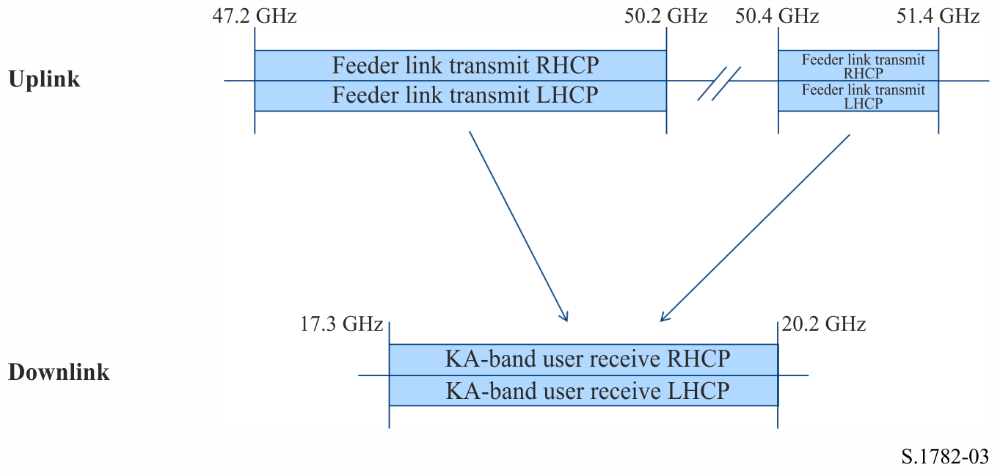 47.2 GHz
50.2 GHz
50.4 GHz
51.4 GHz
Uplink
Feeder link transmit RHCP
Feeder link transmit LHCP
Feeder link transmit
RHCP
Feeder link transmit
LHCP
17.3 GHz
20.2 GHz
Downlink
KA-band user receive RHCP
KA-band user receive LHCP
S.1782-03